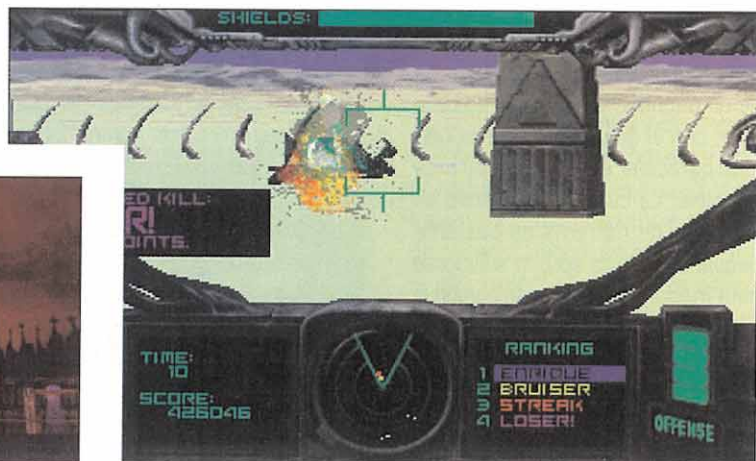 SHIELDS:
ED KILL:
R!
OINTS.
TIME:
10
SCORE:
426046
RANKING
1 ENRIQUE
2 BRUISER
3 STREAK
4 LOSER!
OFFENSE